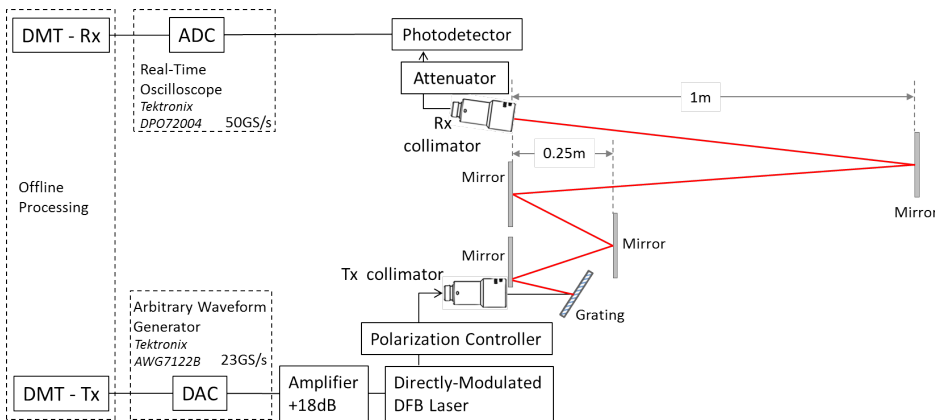 DMT - Rx
ADC
Photodetector
Real-Time
Oscilloscope
Tektronix
DPO72004 50GS/s
Attenuator
Rx
collimator
1m
0.25m
Mirror
Mirror
Mirror
Mirror
Offline
Processing
Tx collimator
Grating
Arbitrary Waveform
Generator
Tektronix
AWG7122B 23GS/s
Polarization Controller
DMT - Tx
DAC
Amplifier
+18dB
Directly-Modulated
DFB Laser